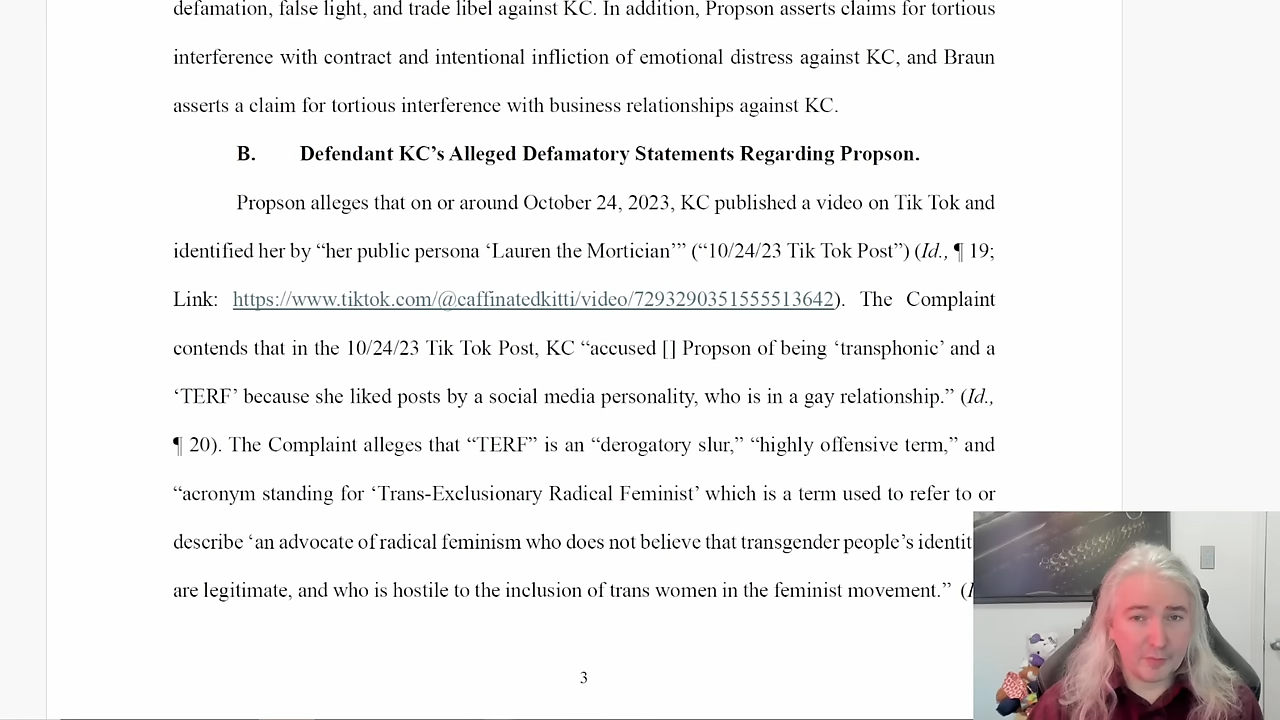 defamation, false light, and trade libel against KC. In addition, Propson asserts claims for tortious
interference with contract and intentional infliction of emotional distress against KC, and Braun
asserts a claim for tortious interference with business relationships against KC.
B. Defendant KC’s Alleged Defamatory Statements Regarding Propson.
Propson alleges that on or around October 24, 2023, KC published a video on Tik Tok and
identified her by “her public persona ‘Lauren the Mortician’” (“10/24/23 Tik Tok Post”) (Id., ¶ 19;
Link: https://www.tiktok.com/@caffinatedkitti/video/7293290351555513642). The Complaint
contends that in the 10/24/23 Tik Tok Post, KC “accused [] Propson of being ‘transphonic’ and a
‘TERF’ because she liked posts by a social media personality, who is in a gay relationship.” (Id.,
¶ 20). The Complaint alleges that “TERF” is an “derogatory slur,” “highly offensive term,” and
“acronym standing for ‘Trans-Exclusionary Radical Feminist’ which is a term used to refer to or
describe ‘an advocate of radical feminism who does not believe that transgender people’s identit
are legitimate, and who is hostile to the inclusion of trans women in the feminist movement.” (
3